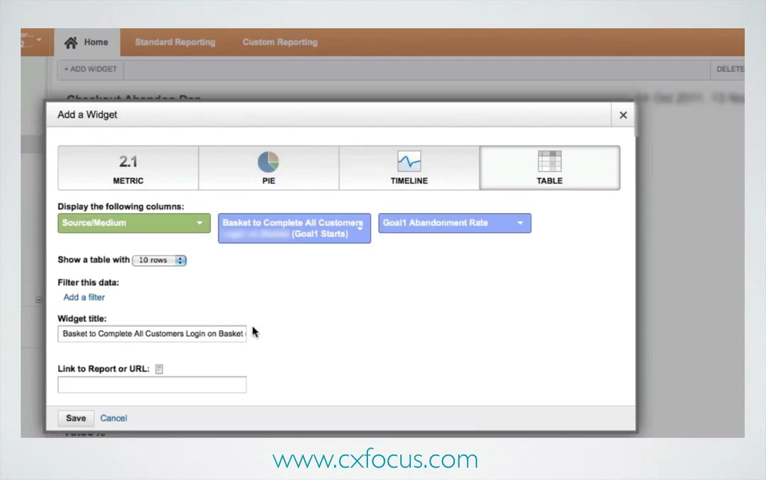 2...
Home
Standard Reporting
Custom Reporting
+ ADD WIDGET
DELETE
Add a Widget
2.1
METRIC
PIE
TIMELINE
TABLE
Display the following columns:
Source/Medium
Basket to Complete All Customers
(Goal1 Starts)
Goal1 Abandonment Rate
Show a table with 10 rows
Filter this data:
Add a filter
Widget title:
Basket to Complete All Customers Login on Basket
Link to Report or URL:
Save
Cancel
www.cxfocus.com